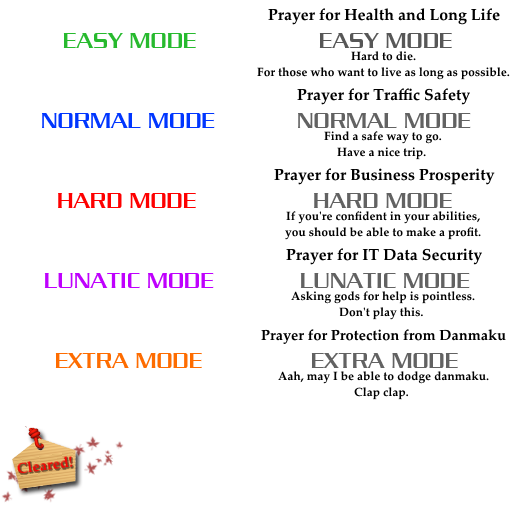 Prayer for Health and Long Life
EASY MODE
EASY MODE
Hard to die.
For those who want to live as long as possible.
Prayer for Traffic Safety
NORMAL MODE
NORMAL MODE
Find a safe way to go.
Have a nice trip.
Prayer for Business Prosperity
HARD MODE
HARD MODE
If you're confident in your abilities,
you should be able to make a profit.
Prayer for IT Data Security
LUNATIC MODE
LUNATIC MODE
Asking gods for help is pointless.
Don't play this.
Prayer for Protection from Danmaku
EXTRA MODE
EXTRA MODE
Aah, may I be able to dodge danmaku.
Clap clap.
Cleared!